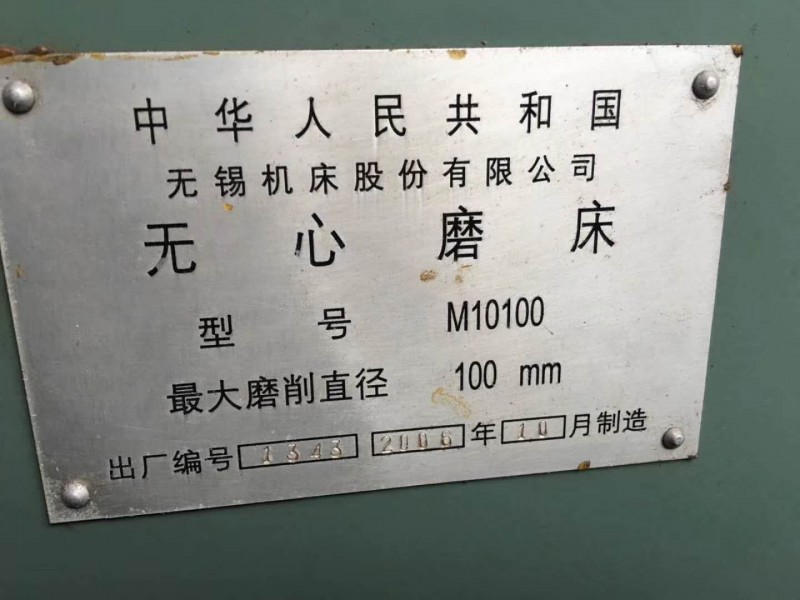 中华人民共和国
无锡机床股份有限公司
无心磨床
型号 M10100
最大磨削直径 100 mm
出厂编号 1343 2006 年 10 月制造